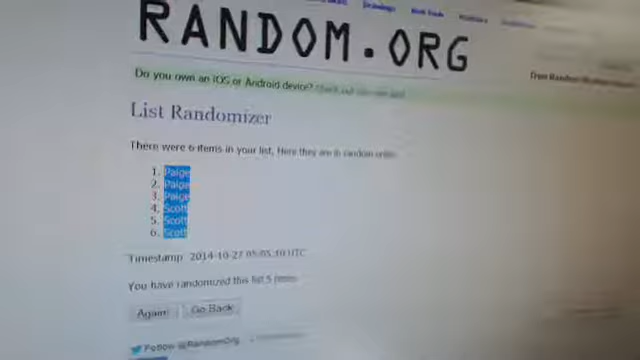 RANDOM.ORG
Do you own an iOS or Android device? Check out our new app!
List Randomizer
There were 6 items in your list. Here they are in random order:
1. Paige
2. Paige
3. Paige
4. Scott
5. Scott
6. Scott
Timestamp: 2014-10-27 05:05:10 UTC
You have randomized this list 5 times.
Again! Go Back
Follow @RandomOrg